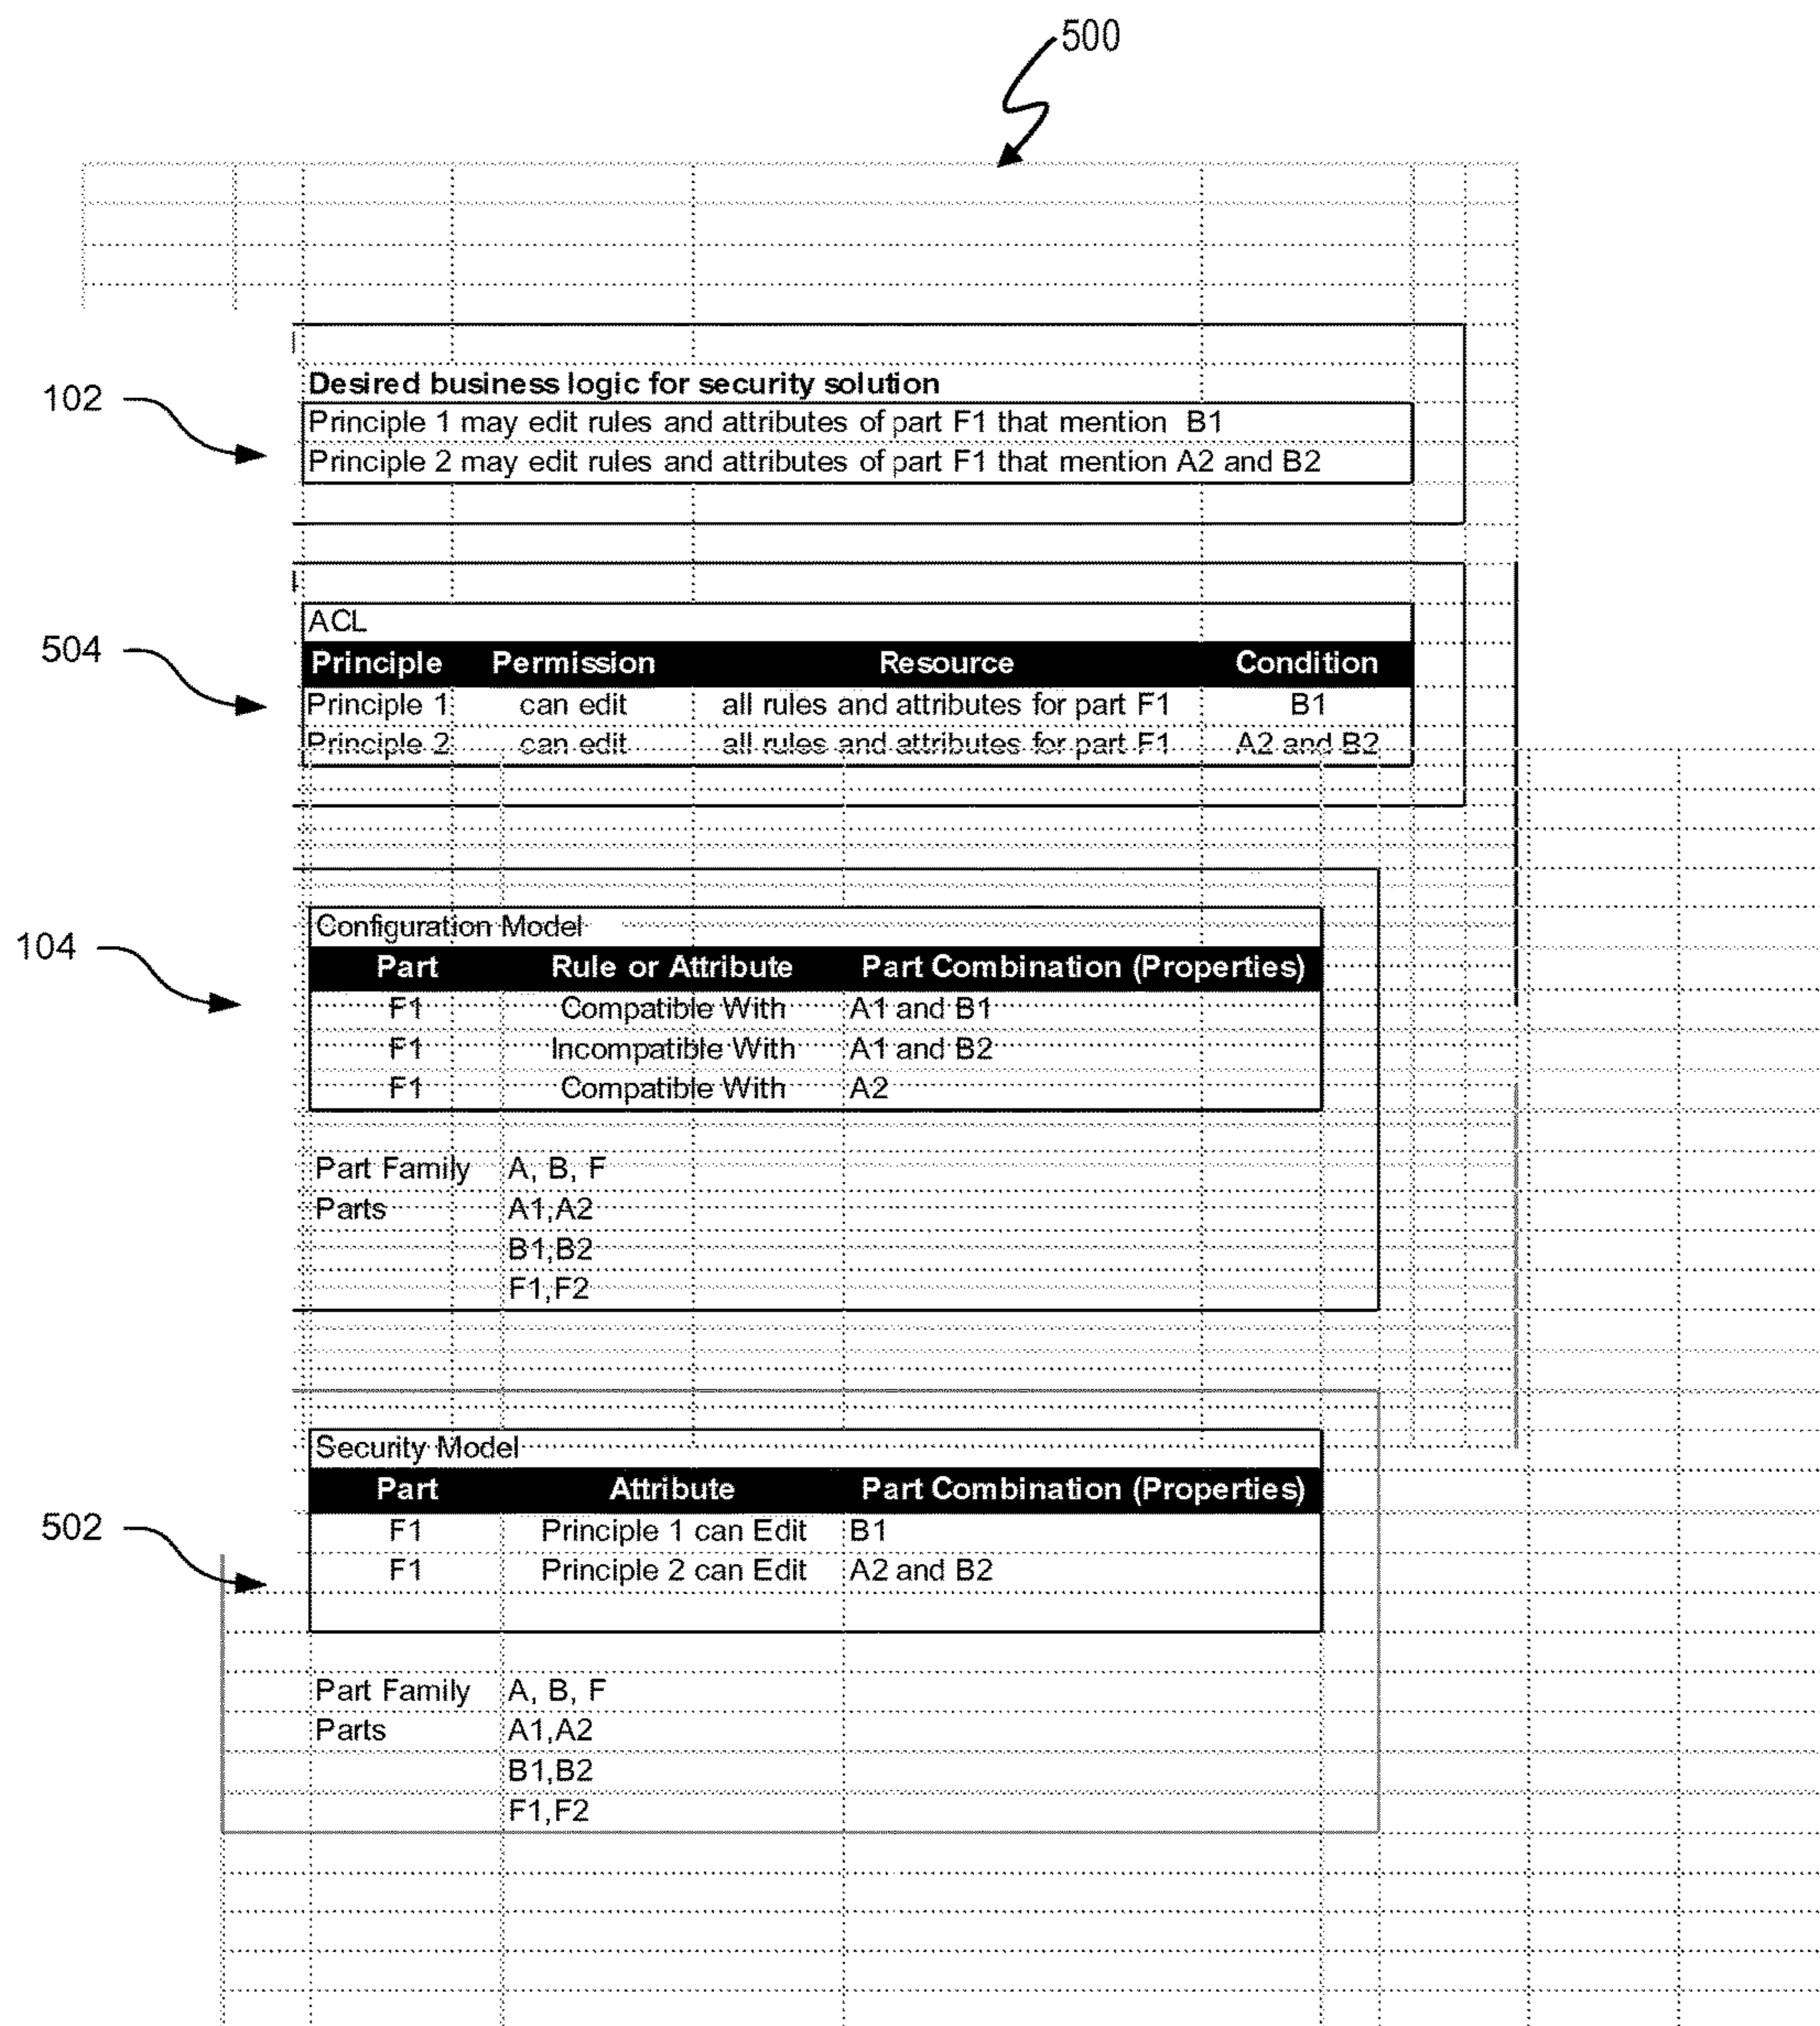 500
102
Desired business logic for security solution
Principle 1 may edit rules and attributes of part F1 that mention B1
Principle 2 may edit rules and attributes of part F1 that mention A2 and B2
504
ACL
Principle Permission Resource Condition
Principle 1 can edit all rules and attributes for part F1 B1
Principle 2 can edit all rules and attributes for part F1 A2 and B2
104
Configuration Model
Part Rule or Attribute Part Combination (Properties)
F1 Compatible With A1 and B1
F1 Incompatible With A1 and B2
F1 Compatible With A2
Part Family A, B, F
Parts A1,A2
B1,B2
F1,F2
502
Security Model
Part Attribute Part Combination (Properties)
F1 Principle 1 can Edit B1
F1 Principle 2 can Edit A2 and B2
Part Family A, B, F
Parts A1,A2
B1,B2
F1,F2